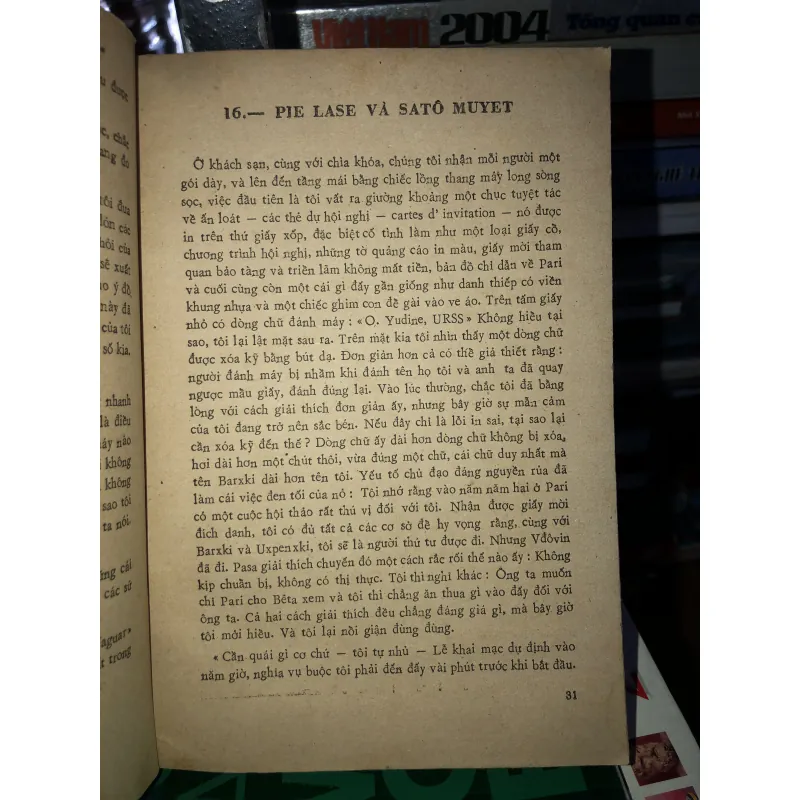 2004
Tổng quan
16.— PIE LASE VÀ SATÔ MUYET
Ở khách sạn, cùng với chìa khóa, chúng tôi nhận mỗi người một
gói dày, và lên đến tầng mái bằng chiếc lồng thang máy long sòng
sọc, việc đầu tiên là tôi vất ra giường khoảng một chục tuyệt tác
về ấn loát — các thẻ dự hội nghị — cartes d' invitation — nó được
in trên thứ giấy xốp, đặc biệt cố tình làm như một loại giấy cổ,
chương trình hội nghị, những tờ quảng cáo in màu, giấy mời tham
quan bảo tàng và triển lãm không mất tiền, bản đồ chỉ dẫn về Pari
và cuối cùng còn một cái gì đấy gần giống như danh thiếp có viền
khung nhựa và một chiếc ghim con để gài vào ve áo. Trên tấm giấy
nhỏ có dòng chữ đánh máy : «O. Yudine, URSS» Không hiểu tại
sao, tôi lại lật mặt sau ra. Trên mặt kia tôi nhìn thấy một dòng chữ
được xóa kỹ bằng bút dạ. Đơn giản hơn cả có thể giả thiết rằng :
người đánh máy bị nhầm khi đánh tên họ tôi và anh ta đã quay
ngược mẩu giấy, đánh đúng lại. Vào lúc thường, chắc tôi đã bằng
lòng với cách giải thích đơn giản ấy, nhưng bây giờ sự mẫn cảm
của tôi đang trở nên sắc bén. Nếu đây chỉ là lỗi in sai, tại sao lại
cần xóa kỹ đến thế ? Dòng chữ ấy dài hơn dòng chữ không bị xóa,
hơi dài hơn một chút thôi, vừa đúng một chữ, cái chữ duy nhất mà
tên Barxki dài hơn tên tôi. Yếu tố chủ đạo đáng nguyền rủa đã
làm cái việc đen tối của nó : Tôi nhớ rằng vào năm năm hai ở Pari
có một cuộc hội thảo rất thú vị đối với tôi. Nhận được giấy mời
đích danh, tôi có đủ tất cả các cơ sở để hy vọng rằng, cùng với
Barxki và Uxpenxki, tôi sẽ là người thứ tư được đi. Nhưng Vđôvin
đã đi. Pasa giải thích chuyện đó một cách rắc rối thế nào ấy : Không
kịp chuẩn bị, không có thị thực. Tôi thì nghĩ khác : Ông ta muốn
chỉ Pari cho Bêta xem và tôi thì chẳng ăn thua gì vào đấy đối với
ông ta. Cả hai cách giải thích đều chẳng đáng giá gì, mà bây giờ
tôi mới hiểu. Và tôi lại nổi giận đùng đùng.
«Cần quái gì cơ chứ — tôi tự nhủ — Lễ khai mạc dự định vào
năm giờ, nghĩa vụ buộc tôi phải đến đấy vài phút trước khi bắt đầu.
31